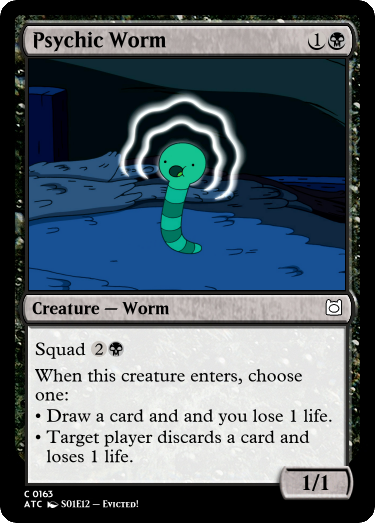 Psychic Worm 1
Creature — Worm
Squad 2
When this creature enters, choose
one:
• Draw a card and and you lose 1 life.
• Target player discards a card and
loses 1 life.
1/1
C 0163
ATC S01E12 – Evicted!